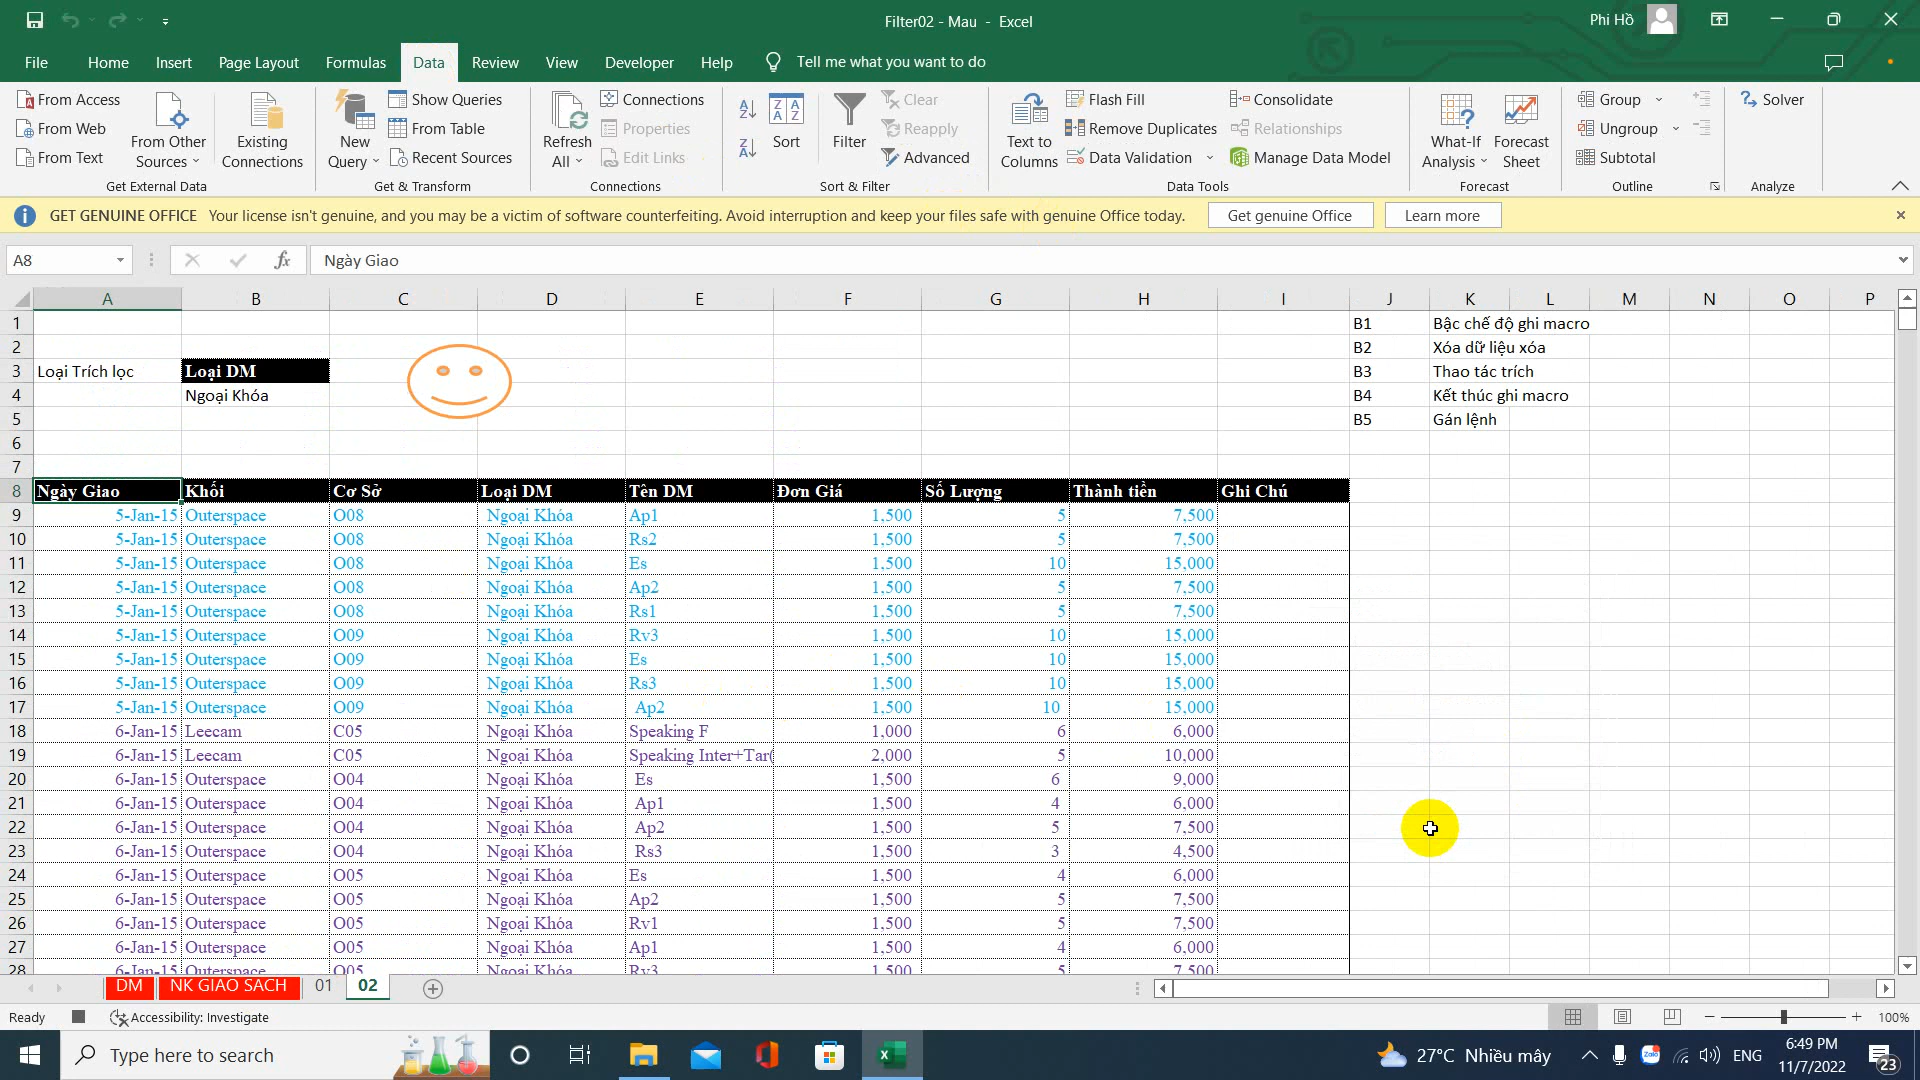 Filter02 - Mau - Excel
Phi Hồ
File Home Insert Page Layout Formulas Data Review View Developer Help Tell me what you want to do
From Access
From Web
From Text
From Other Sources
Existing Connections
Get External Data
New Query
Show Queries
From Table
Recent Sources
Get & Transform
Refresh All
Connections
Properties
Edit Links
Connections
Sort
Filter
Clear
Reapply
Advanced
Sort & Filter
Text to Columns
Flash Fill
Remove Duplicates
Data Validation
Consolidate
Relationships
Manage Data Model
Data Tools
What-If Analysis
Forecast Sheet
Forecast
Group
Ungroup
Subtotal
Outline
Solver
Analyze
GET GENUINE OFFICE Your license isn't genuine, and you may be a victim of software counterfeiting. Avoid interruption and keep your files safe with genuine Office today. Get genuine Office Learn more
A8 fx Ngày Giao
A B C D E F G H I J K L M N O P
1 B1 Bậc chế độ ghi macro
2 B2 Xóa dữ liệu xóa
3 Loại Trích lọc Loại DM B3 Thao tác trích
4 Ngoại Khóa B4 Kết thúc ghi macro
5 B5 Gán lệnh
6
7
8 Ngày Giao Khối Cơ Sở Loại DM Tên DM Đơn Giá Số Lượng Thành tiền Ghi Chú
9 5-Jan-15 Outerspace O08 Ngoại Khóa Ap1 1,500 5 7,500
10 5-Jan-15 Outerspace O08 Ngoại Khóa Rs2 1,500 5 7,500
11 5-Jan-15 Outerspace O08 Ngoại Khóa Es 1,500 10 15,000
12 5-Jan-15 Outerspace O08 Ngoại Khóa Ap2 1,500 5 7,500
13 5-Jan-15 Outerspace O08 Ngoại Khóa Rs1 1,500 5 7,500
14 5-Jan-15 Outerspace O09 Ngoại Khóa Rv3 1,500 10 15,000
15 5-Jan-15 Outerspace O09 Ngoại Khóa Es 1,500 10 15,000
16 5-Jan-15 Outerspace O09 Ngoại Khóa Rs3 1,500 10 15,000
17 5-Jan-15 Outerspace O09 Ngoại Khóa Ap2 1,500 10 15,000
18 6-Jan-15 Leecam C05 Ngoại Khóa Speaking F 1,000 6 6,000
19 6-Jan-15 Leecam C05 Ngoại Khóa Speaking Inter+Tar( 2,000 5 10,000
20 6-Jan-15 Outerspace O04 Ngoại Khóa Es 1,500 6 9,000
21 6-Jan-15 Outerspace O04 Ngoại Khóa Ap1 1,500 4 6,000
22 6-Jan-15 Outerspace O04 Ngoại Khóa Ap2 1,500 5 7,500
23 6-Jan-15 Outerspace O04 Ngoại Khóa Rs3 1,500 3 4,500
24 6-Jan-15 Outerspace O05 Ngoại Khóa Es 1,500 4 6,000
25 6-Jan-15 Outerspace O05 Ngoại Khóa Ap2 1,500 5 7,500
26 6-Jan-15 Outerspace O05 Ngoại Khóa Rv1 1,500 5 7,500
27 6-Jan-15 Outerspace O05 Ngoại Khóa Ap1 1,500 4 6,000
28 6-Jan-15 Outerspace O05 Ngoại Khóa Rv3 1,500 5 7,500
DM NK GIAO SACH 01 02
Ready Accessibility: Investigate 100%
Type here to search 27°C Nhiều mây Zalo ENG 6:49 PM
11/7/2022 23